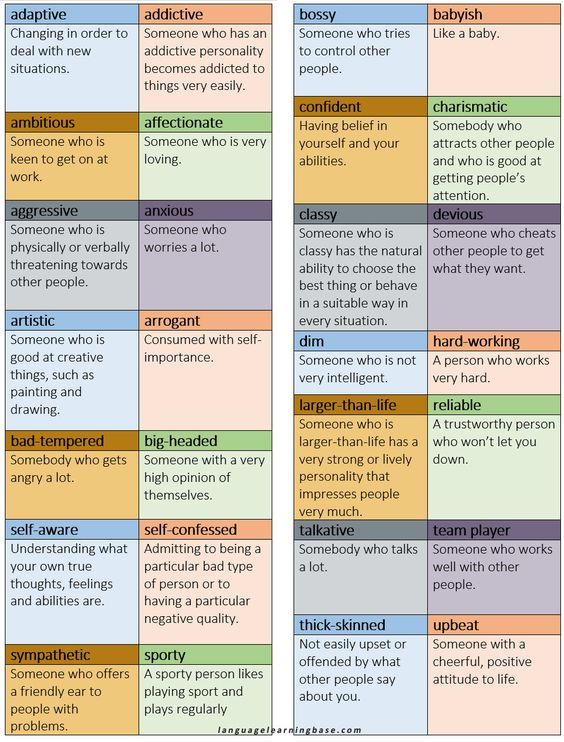 adaptive
Changing in order to
deal with new
situations.
addictive
Someone who has an
addictive personality
becomes addicted to
things very easily.
ambitious
Someone who is
keen to get on at
work.
affectionate
Someone who is very
loving.
aggressive
Someone who is
physically or verbally
threatening towards
other people.
anxious
Someone who
worries a lot.
artistic
Someone who is
good at creative
things, such as
painting and
drawing.
arrogant
Consumed with self-
importance.
bad-tempered
Somebody who gets
angry a lot.
big-headed
Someone with a very
high opinion of
themselves.
self-aware
Understanding what
your own true
thoughts, feelings
and abilities are.
self-confessed
Admitting to being a
particular bad type
of person or to
having a particular
negative quality.
sympathetic
Someone who offers
a friendly ear to
people with
problems.
sporty
A sporty person likes
playing sport and
plays regularly
bossy
Someone who tries
to control other
people.
babyish
Like a baby.
confident
Having belief in
yourself and your
abilities.
charismatic
Somebody who
attracts other people
and who is good at
getting people's
attention.
classy
Someone who is
classy has the natural
ability to choose the
best thing or behave
in a suitable way in
every situation.
devious
Someone who cheats
other people to get
what they want.
dim
Someone who is not
very intelligent.
hard-working
A person who works
very hard.
larger-than-life
Someone who is
larger-than-life has a
very strong or lively
personality that
impresses people
very much.
reliable
A trustworthy person
who won't let you
down.
talkative
Somebody who talks
a lot.
team player
Someone who works
well with other
people.
thick-skinned
Not easily upset or
offended by what
other people say
about you.
upbeat
Someone with a
cheerful, positive
attitude to life.
languagelearningbase.com